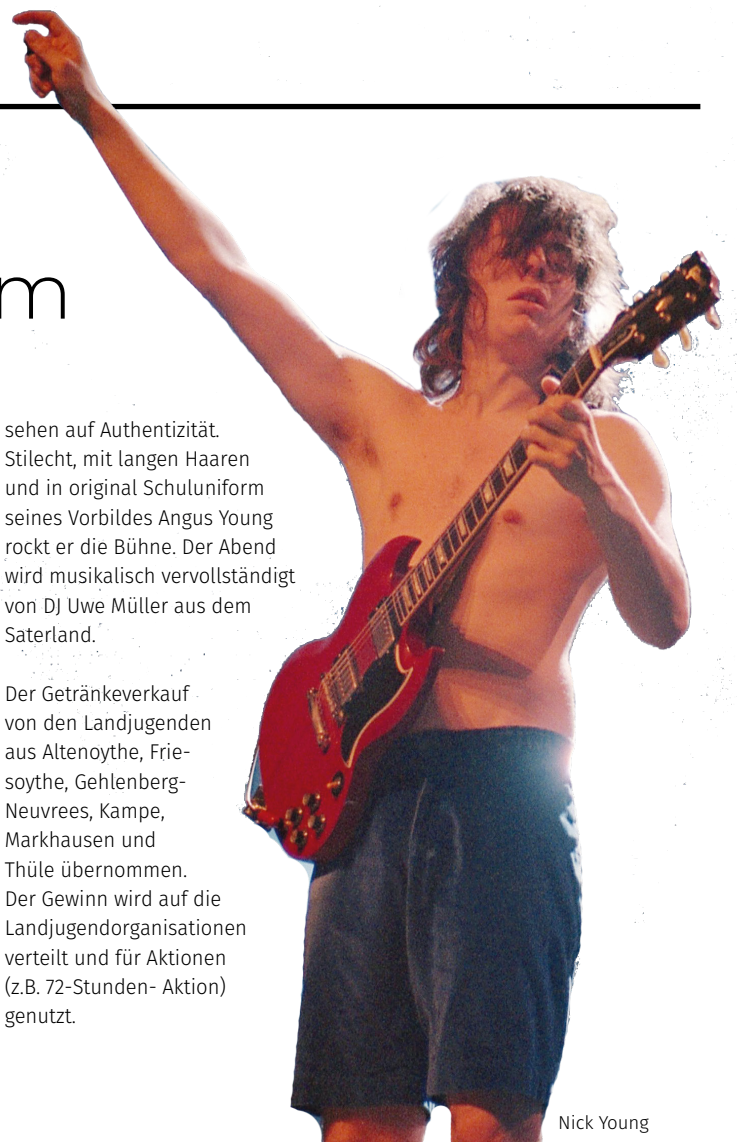 m
sehen auf Authentizität.
Stilecht, mit langen Haaren
und in original Schuluniform
seines Vorbildes Angus Young
rockt er die Bühne. Der Abend
wird musikalisch vervollständigt
von DJ Uwe Müller aus dem
Saterland.
Der Getränkeverkauf
von den Landjugenden
aus Altenoythe, Frie-
soythe, Gehlenberg-
Neuvrees, Kampe,
Markhausen und
Thüle übernommen.
Der Gewinn wird auf die
Landjugendorganisationen
verteilt und für Aktionen
(z.B. 72-Stunden- Aktion)
genutzt.
Nick Young